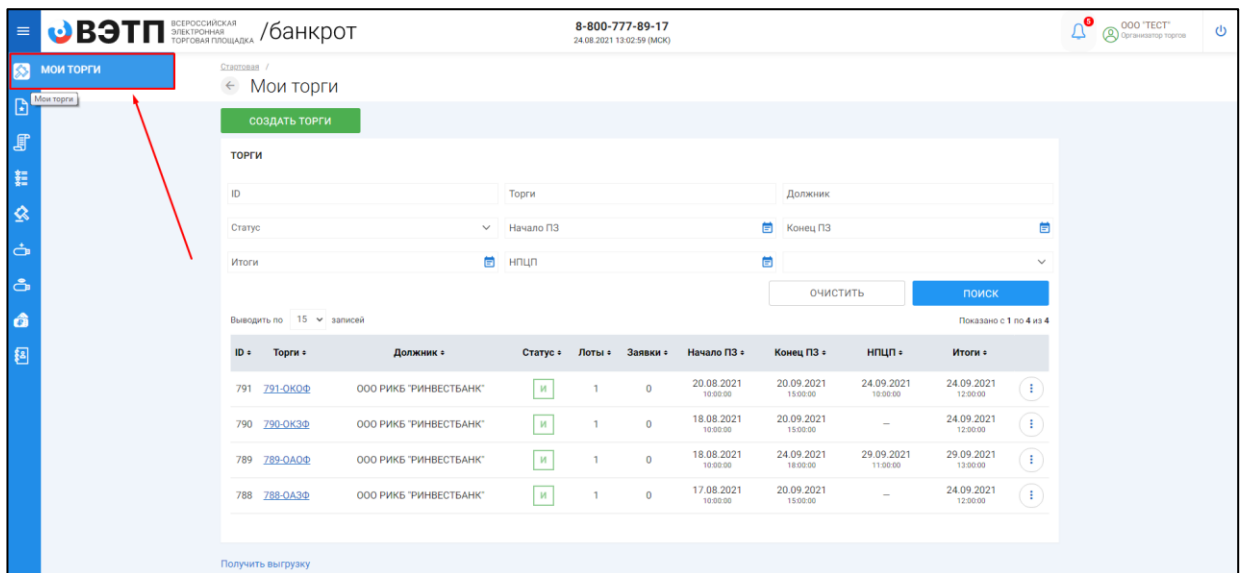 ВЭТП ВСЕРОССИЙСКАЯ ЭЛЕКТРОННАЯ ТОРГОВАЯ ПЛОЩАДКА /банкрот
8-800-777-89-17
24.08.2021 13:02:59 (МСК)
5
ООО "ТЕСТ"
Организатор торгов
МОИ ТОРГИ
Мои торги
Стартовая /
Мои торги
СОЗДАТЬ ТОРГИ
ТОРГИ
ID Торги Должник
Статус Начало ПЗ Конец ПЗ
Итоги НПЦП
ОЧИСТИТЬ ПОИСК
Выводить по 15 записей Показано с 1 по 4 из 4
ID Торги Должник Статус Лоты Заявки Начало ПЗ Конец ПЗ НПЦП Итоги
791 791-ОКОФ ООО РИКБ "РИНВЕСТБАНК" И 1 0 20.08.2021 20.09.2021 24.09.2021 24.09.2021
10:00:00 15:00:00 10:00:00 12:00:00
790 790-ОКЗФ ООО РИКБ "РИНВЕСТБАНК" И 1 0 18.08.2021 20.09.2021 – 24.09.2021
10:00:00 15:00:00 12:00:00
789 789-ОАОФ ООО РИКБ "РИНВЕСТБАНК" И 1 0 18.08.2021 24.09.2021 29.09.2021 29.09.2021
10:00:00 18:00:00 11:00:00 13:00:00
788 788-ОАЗФ ООО РИКБ "РИНВЕСТБАНК" И 1 0 17.08.2021 20.09.2021 – 24.09.2021
10:00:00 15:00:00 12:00:00
Получить выгрузку